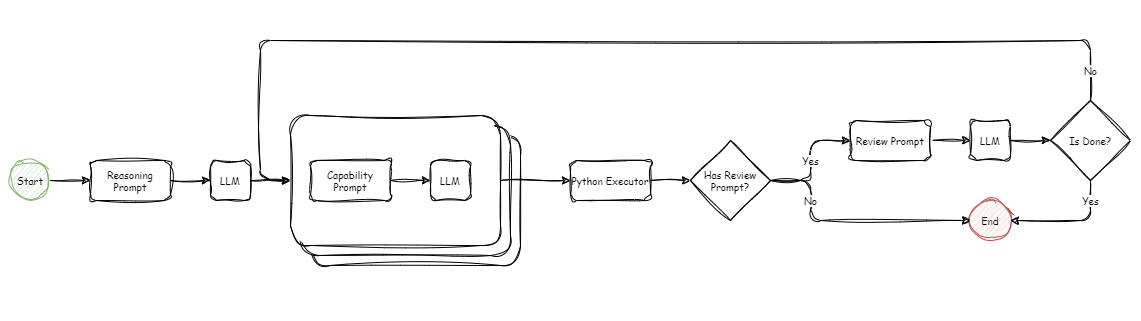 Start
Reasoning
Prompt
LLM
Capability
Prompt
LLM
Python Executor
Has Review
Prompt?
Yes
No
Review Prompt
LLM
Is Done?
No
Yes
End